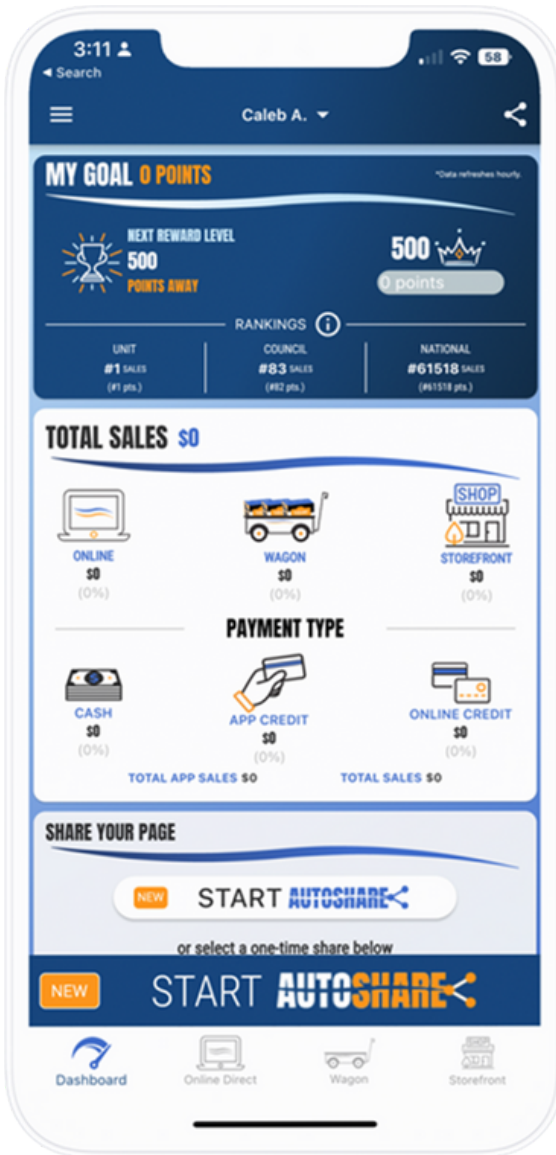 3:11
58
◄ Search
Caleb A.
MY GOAL 0 POINTS
*Data refreshes hourly.
NEXT REWARD LEVEL
500
POINTS AWAY
500
0 points
RANKINGS i
UNIT COUNCIL NATIONAL
#1 SALES #83 SALES #61518 SALES
(#1 pts.) (#82 pts.) (#61518 pts.)
TOTAL SALES $0
SHOP
ONLINE WAGON STOREFRONT
$0 $0 $0
(0%) (0%) (0%)
PAYMENT TYPE
CASH APP CREDIT ONLINE CREDIT
$0 $0 $0
(0%) (0%) (0%)
TOTAL APP SALES $0 TOTAL SALES $0
SHARE YOUR PAGE
NEW START AUTOSHARE
or select a one-time share below
NEW START AUTOSHARE
SHOP
Dashboard Online Direct Wagon Storefront